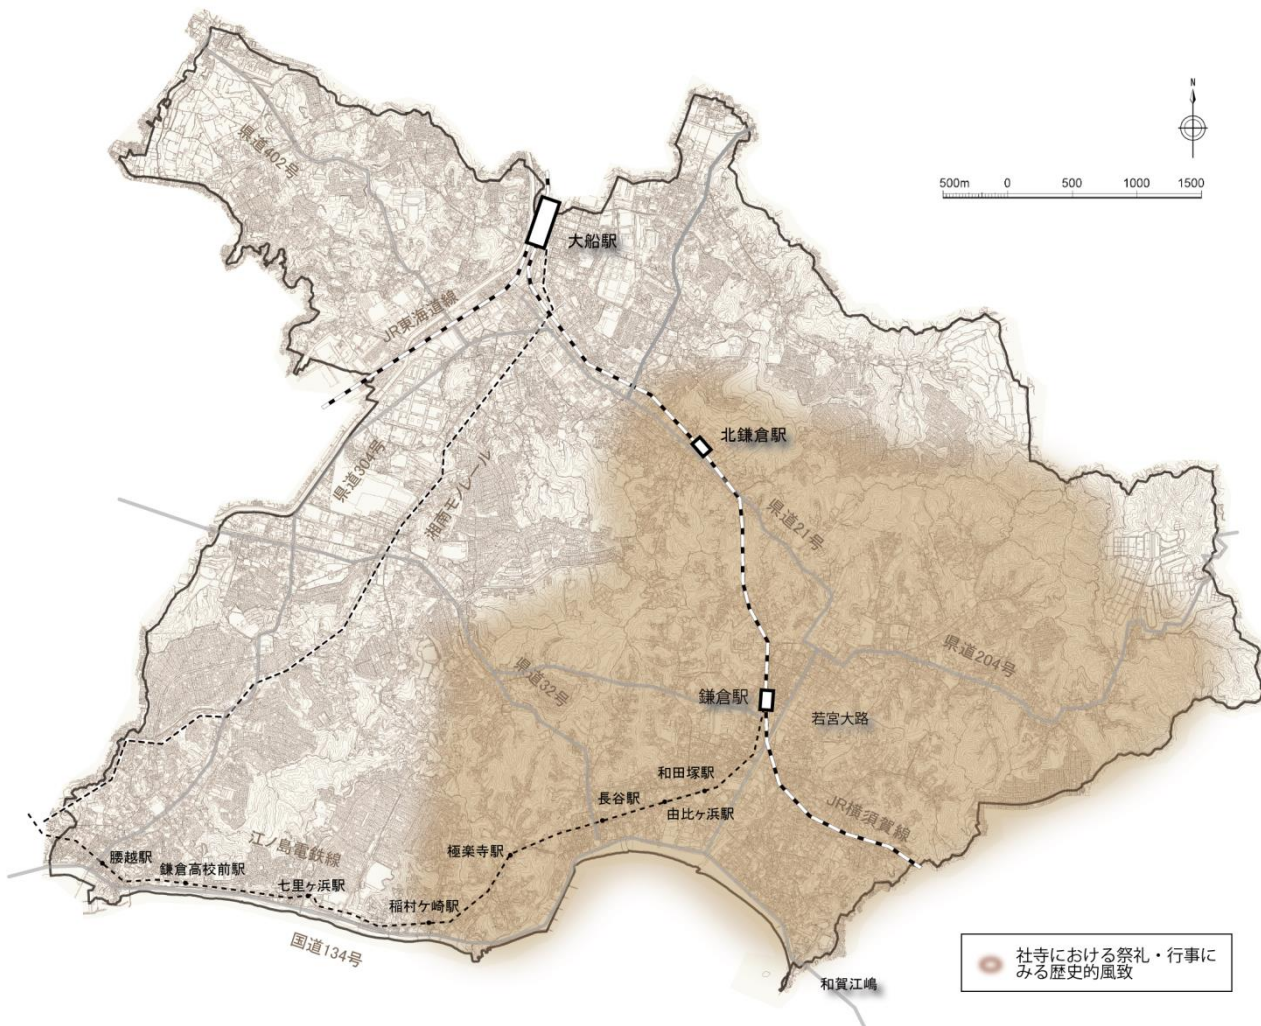 N
500m 0 500 1000 1500
県道402号
大船駅
JR東海道線
北鎌倉駅
県道304号
湘南モノレール
県道21号
県道204号
県道32号
鎌倉駅
若宮大路
和田塚駅
長谷駅
由比ヶ浜駅
JR横須賀線
江ノ島電鉄線
極楽寺駅
腰越駅
鎌倉高校前駅
七里ヶ浜駅
稲村ケ崎駅
国道134号
和賀江嶋
社寺における祭礼・行事に
みる歴史的風致